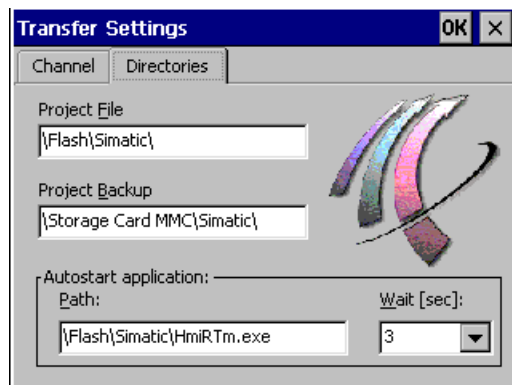 Transfer Settings OK ×
Channel Directories
Project File
\Flash\Simatic\
Project Backup
\Storage Card MMC\Simatic\
Autostart application:
Path: Wait [sec]:
\Flash\Simatic\HmiRTm.exe 3